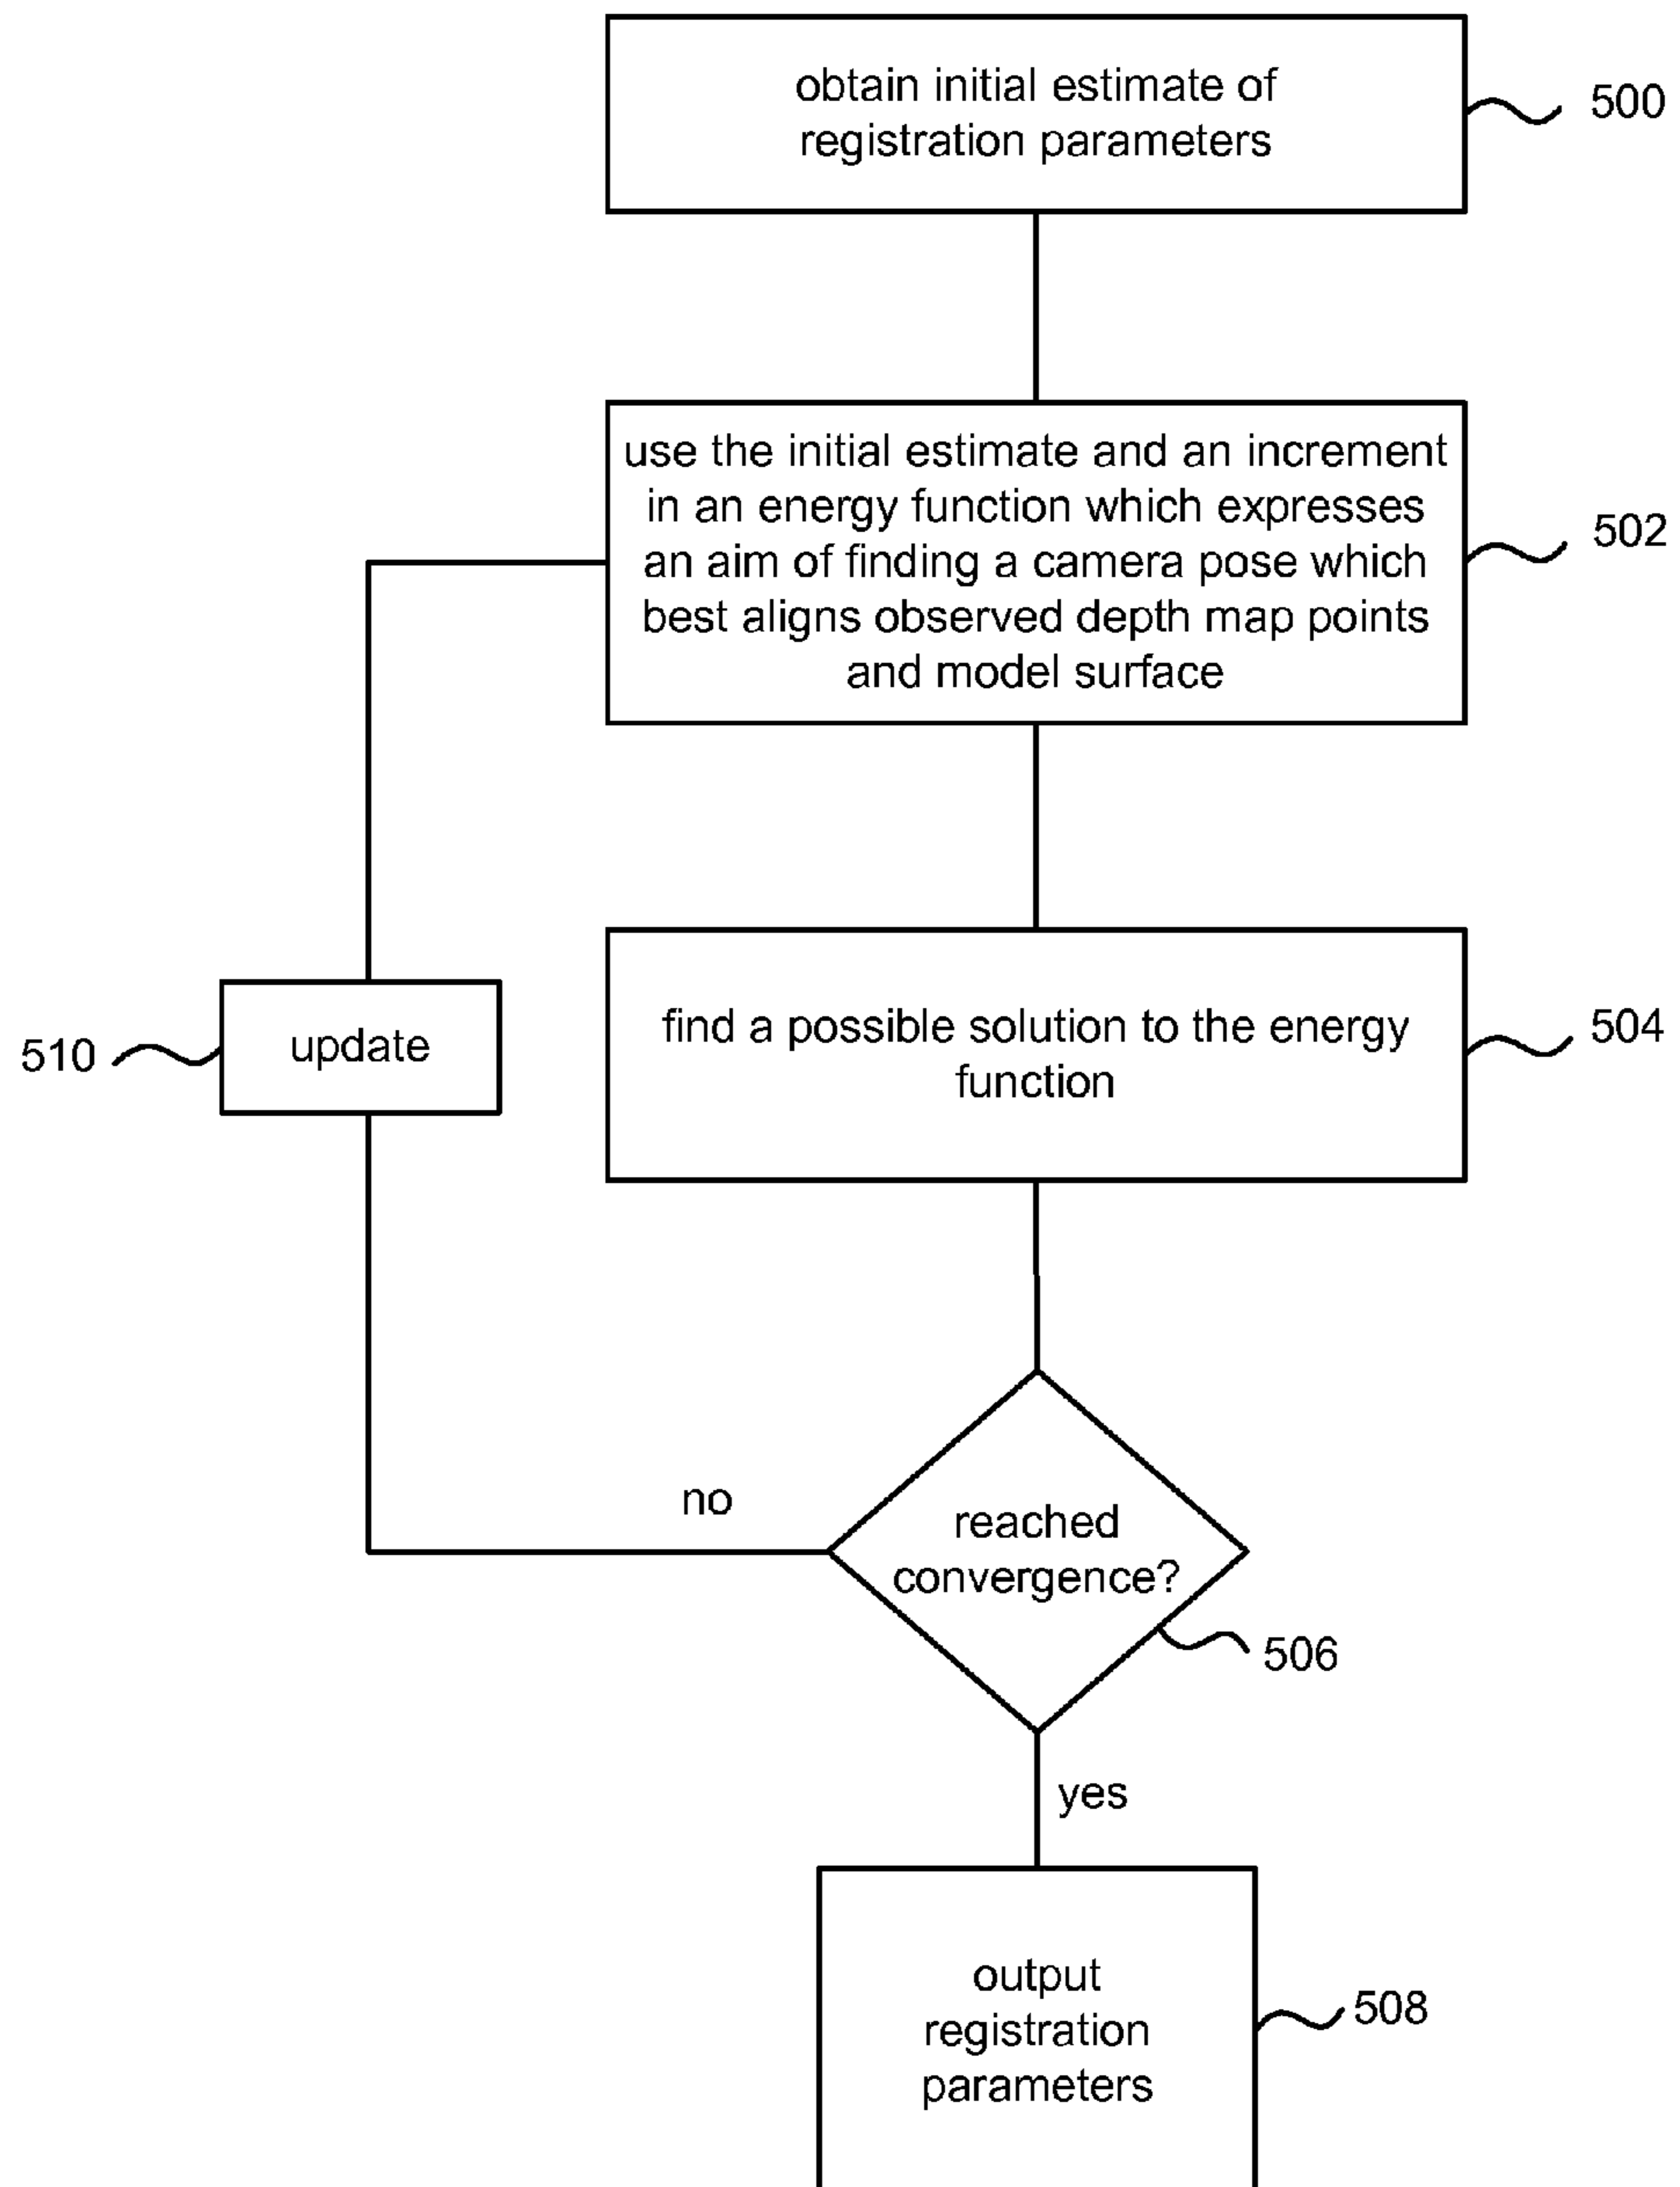 obtain initial estimate of
registration parameters
500
use the initial estimate and an increment
in an energy function which expresses
an aim of finding a camera pose which
best aligns observed depth map points
and model surface
502
find a possible solution to the energy
function
504
510
update
no
reached
convergence?
506
yes
output
registration
parameters
508